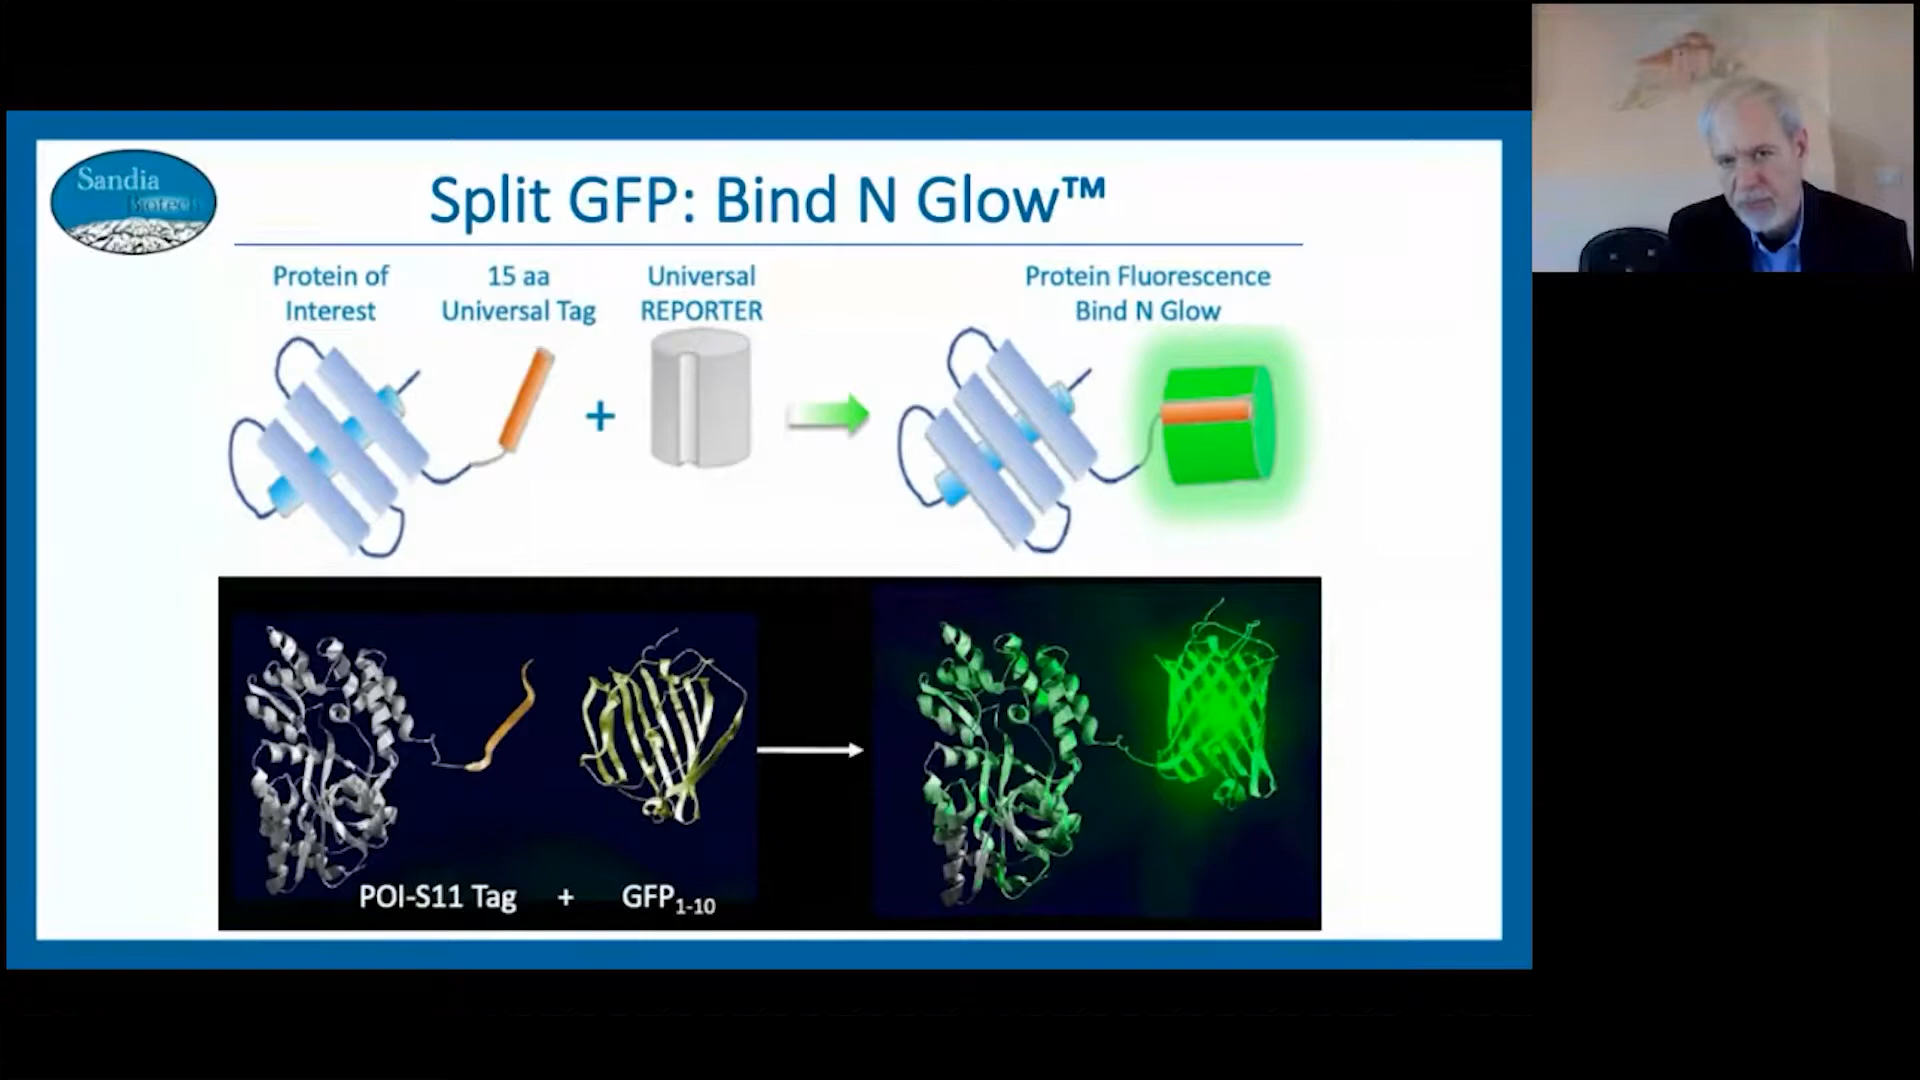 Sandia
Biotech
Split GFP: Bind N Glow™
Protein of
Interest
15 aa
Universal Tag
Universal
REPORTER
Protein Fluorescence
Bind N Glow
+
POI-S11 Tag + GFP1-10